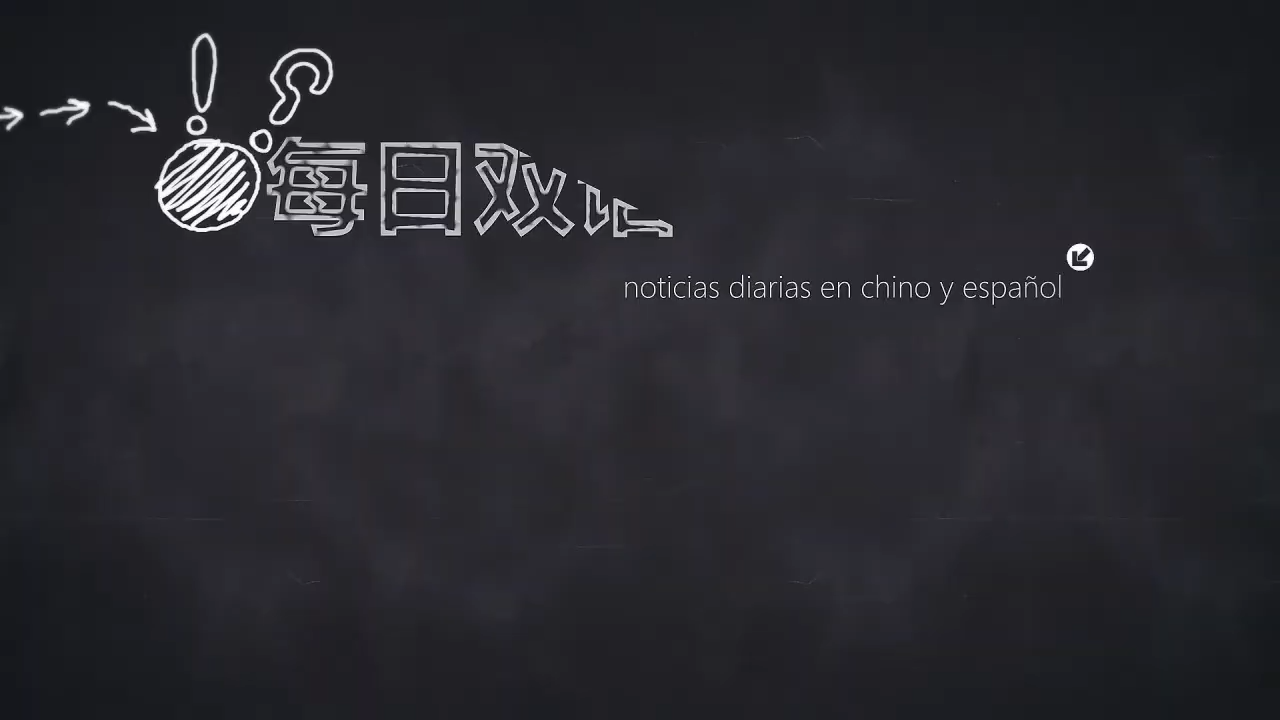 每日双
noticias diarias en chino y español